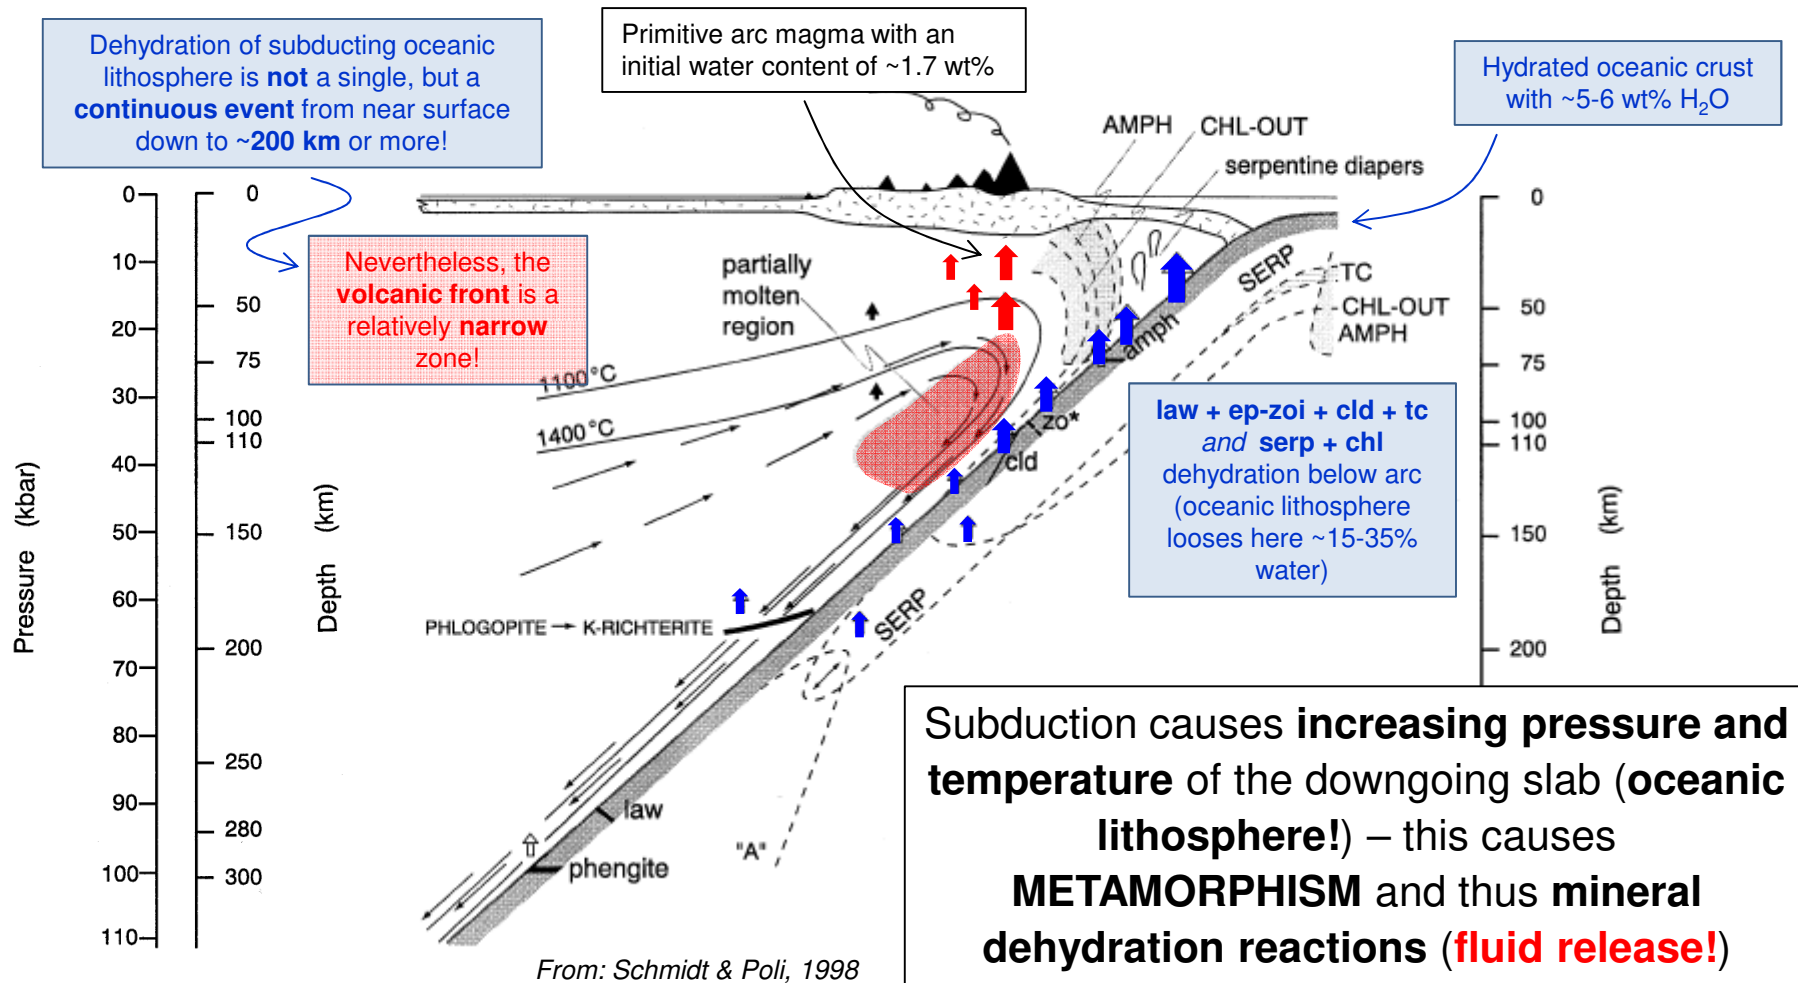 Dehydration of subducting oceanic
lithosphere is not a single, but a
continuous event from near surface
down to ~200 km or more!
Primitive arc magma with an
initial water content of ~1.7 wt%
Hydrated oceanic crust
with ~5-6 wt% H₂O
Nevertheless, the
volcanic front is a
relatively narrow
zone!
AMPH
CHL-OUT
serpentine diapers
partially
molten
region
1100°C
1400°C
SERP
TC
CHL-OUT
AMPH
amph
zo*
cld
law + ep-zoi + cld + tc
and serp + chl
dehydration below arc
(oceanic lithosphere
looses here ~15-35%
water)
PHLOGOPITE → K-RICHTERITE
SERP
law
phengite
"A"
Pressure (kbar)
0
10
20
30
40
50
60
70
80
90
100
110
Depth (km)
0
50
75
100
110
150
200
250
280
300
Depth (km)
0
50
75
100
110
150
200
Subduction causes increasing pressure and
temperature of the downgoing slab (oceanic
lithosphere!) – this causes
METAMORPHISM and thus mineral
dehydration reactions (fluid release!)
From: Schmidt & Poli, 1998